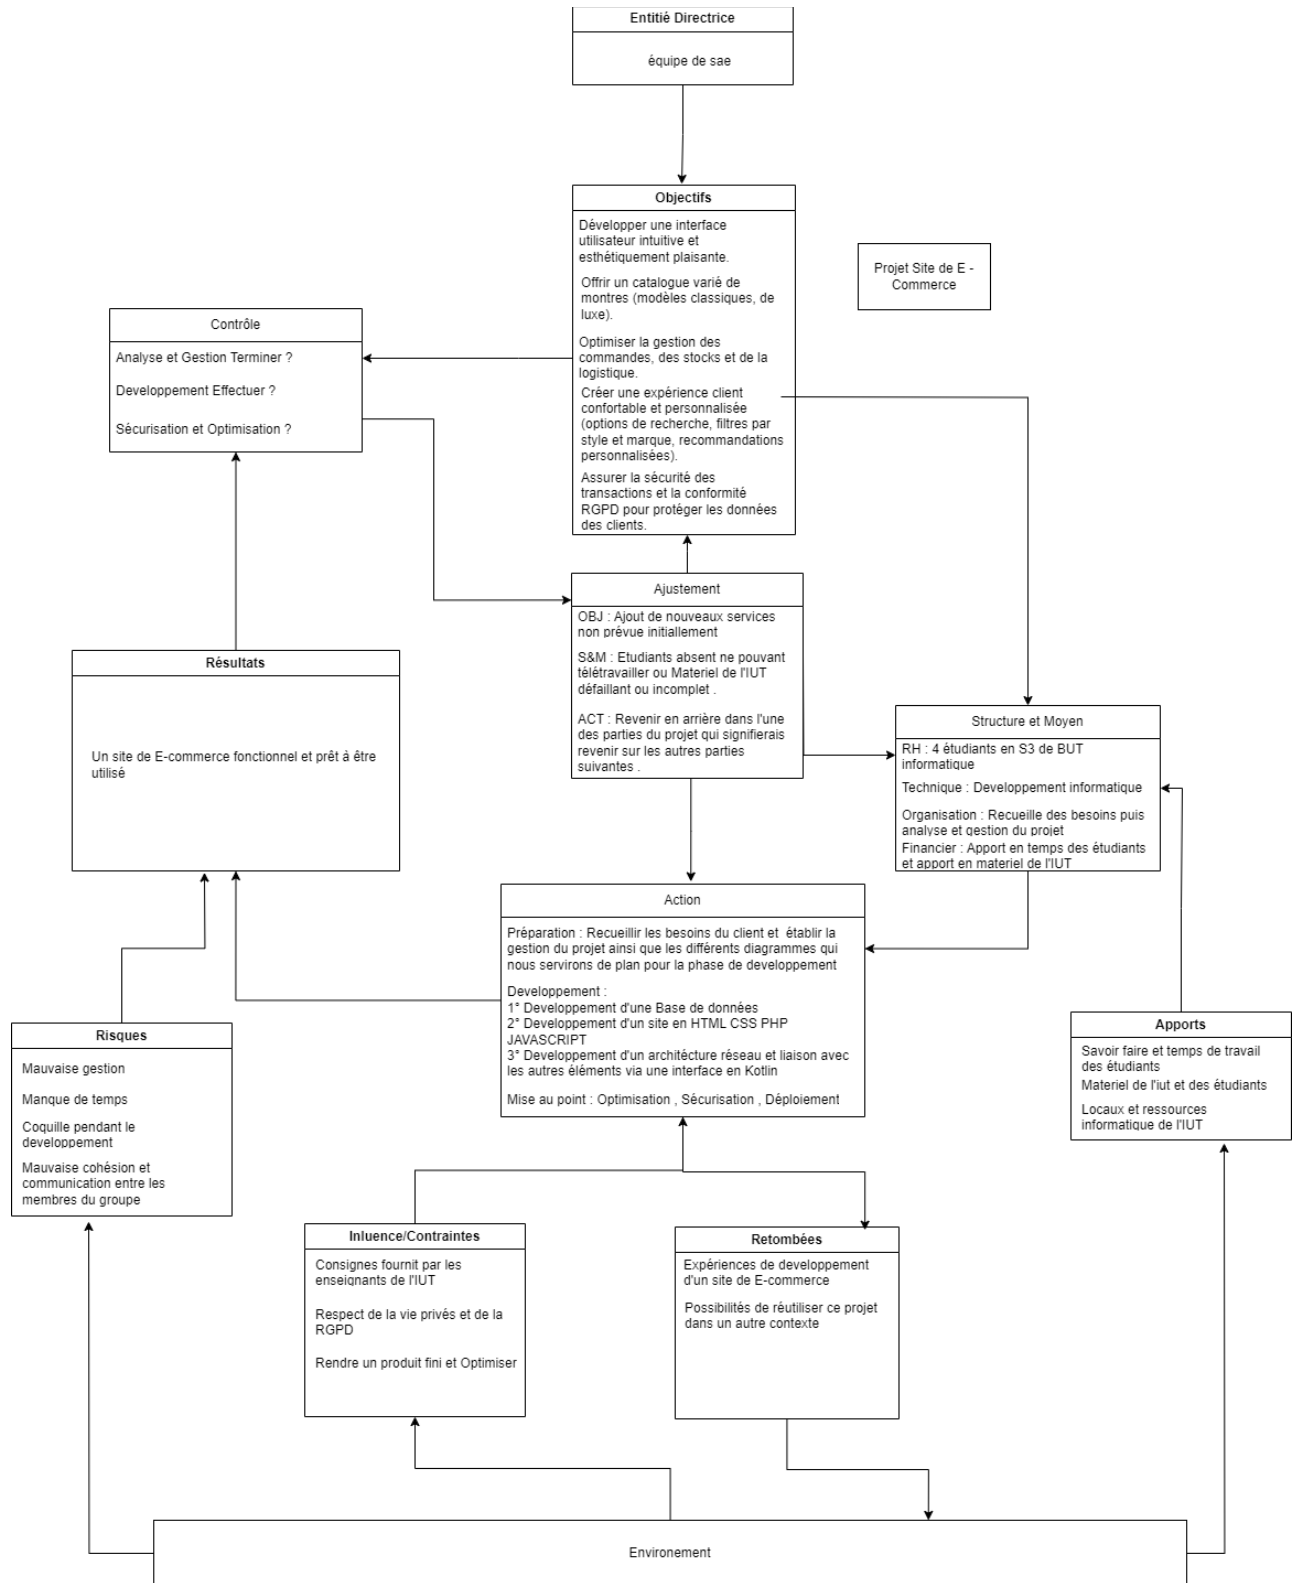 Entitié Directrice
équipe de sae
Objectifs
Développer une interface
utilisateur intuitive et
esthétiquement plaisante.
Offrir un catalogue varié de
montres (modèles classiques, de
luxe).
Optimiser la gestion des
commandes, des stocks et de la
logistique.
Créer une expérience client
confortable et personnalisée
(options de recherche, filtres par
style et marque, recommandations
personnalisées).
Assurer la sécurité des
transactions et la conformité
RGPD pour protéger les données
des clients.
Projet Site de E -
Commerce
Contrôle
Analyse et Gestion Terminer ?
Developpement Effectuer ?
Sécurisation et Optimisation ?
Ajustement
OBJ : Ajout de nouveaux services
non prévue initiallement
S&M : Etudiants absent ne pouvant
télétravailler ou Materiel de l'IUT
défaillant ou incomplet .
ACT : Revenir en arrière dans l'une
des parties du projet qui signifierais
revenir sur les autres parties
suivantes .
Résultats
Un site de E-commerce fonctionnel et prêt à être
utilisé
Structure et Moyen
RH : 4 étudiants en S3 de BUT
informatique
Technique : Developpement informatique
Organisation : Recueille des besoins puis
analyse et gestion du projet
Financier : Apport en temps des étudiants
et apport en materiel de l'IUT
Action
Préparation : Recueillir les besoins du client et  établir la
gestion du projet ainsi que les différents diagrammes qui
nous servirons de plan pour la phase de developpement
Developpement :
1° Developpement d'une Base de données
2° Developpement d'un site en HTML CSS PHP
JAVASCRIPT
3° Developpement d'un architécture réseau et liaison avec
les autres éléments via une interface en Kotlin
Mise au point : Optimisation , Sécurisation , Déploiement
Risques
Mauvaise gestion
Manque de temps
Coquille pendant le
developpement
Mauvaise cohésion et
communication entre les
membres du groupe
Apports
Savoir faire et temps de travail
des étudiants
Materiel de l'iut et des étudiants
Locaux et ressources
informatique de l'IUT
Inluence/Contraintes
Consignes fournit par les
enseignants de l'IUT
Respect de la vie privés et de la
RGPD
Rendre un produit fini et Optimiser
Retombées
Expériences de developpement
d'un site de E-commerce
Possibilités de réutiliser ce projet
dans un autre contexte
Environement